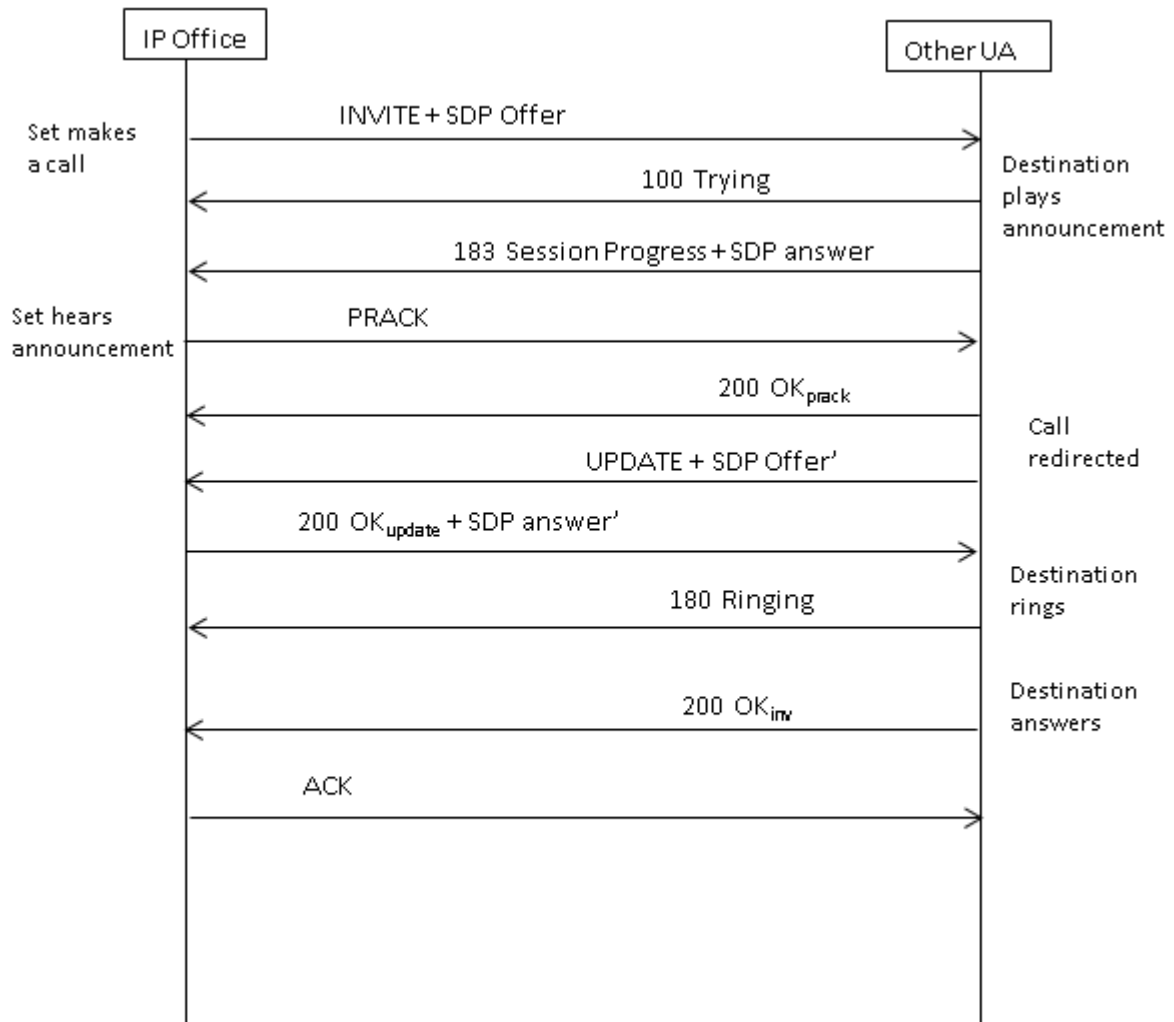 IP Office
Other UA
INVITE + SDP Offer
Set makes
a call
100 Trying
Destination
plays
announcement
183 Session Progress + SDP answer
Set hears
announcement
PRACK
200 OKprack
Call
redirected
UPDATE + SDP Offer’
200 OKupdate + SDP answer’
Destination
rings
180 Ringing
Destination
answers
200 OKinv
ACK